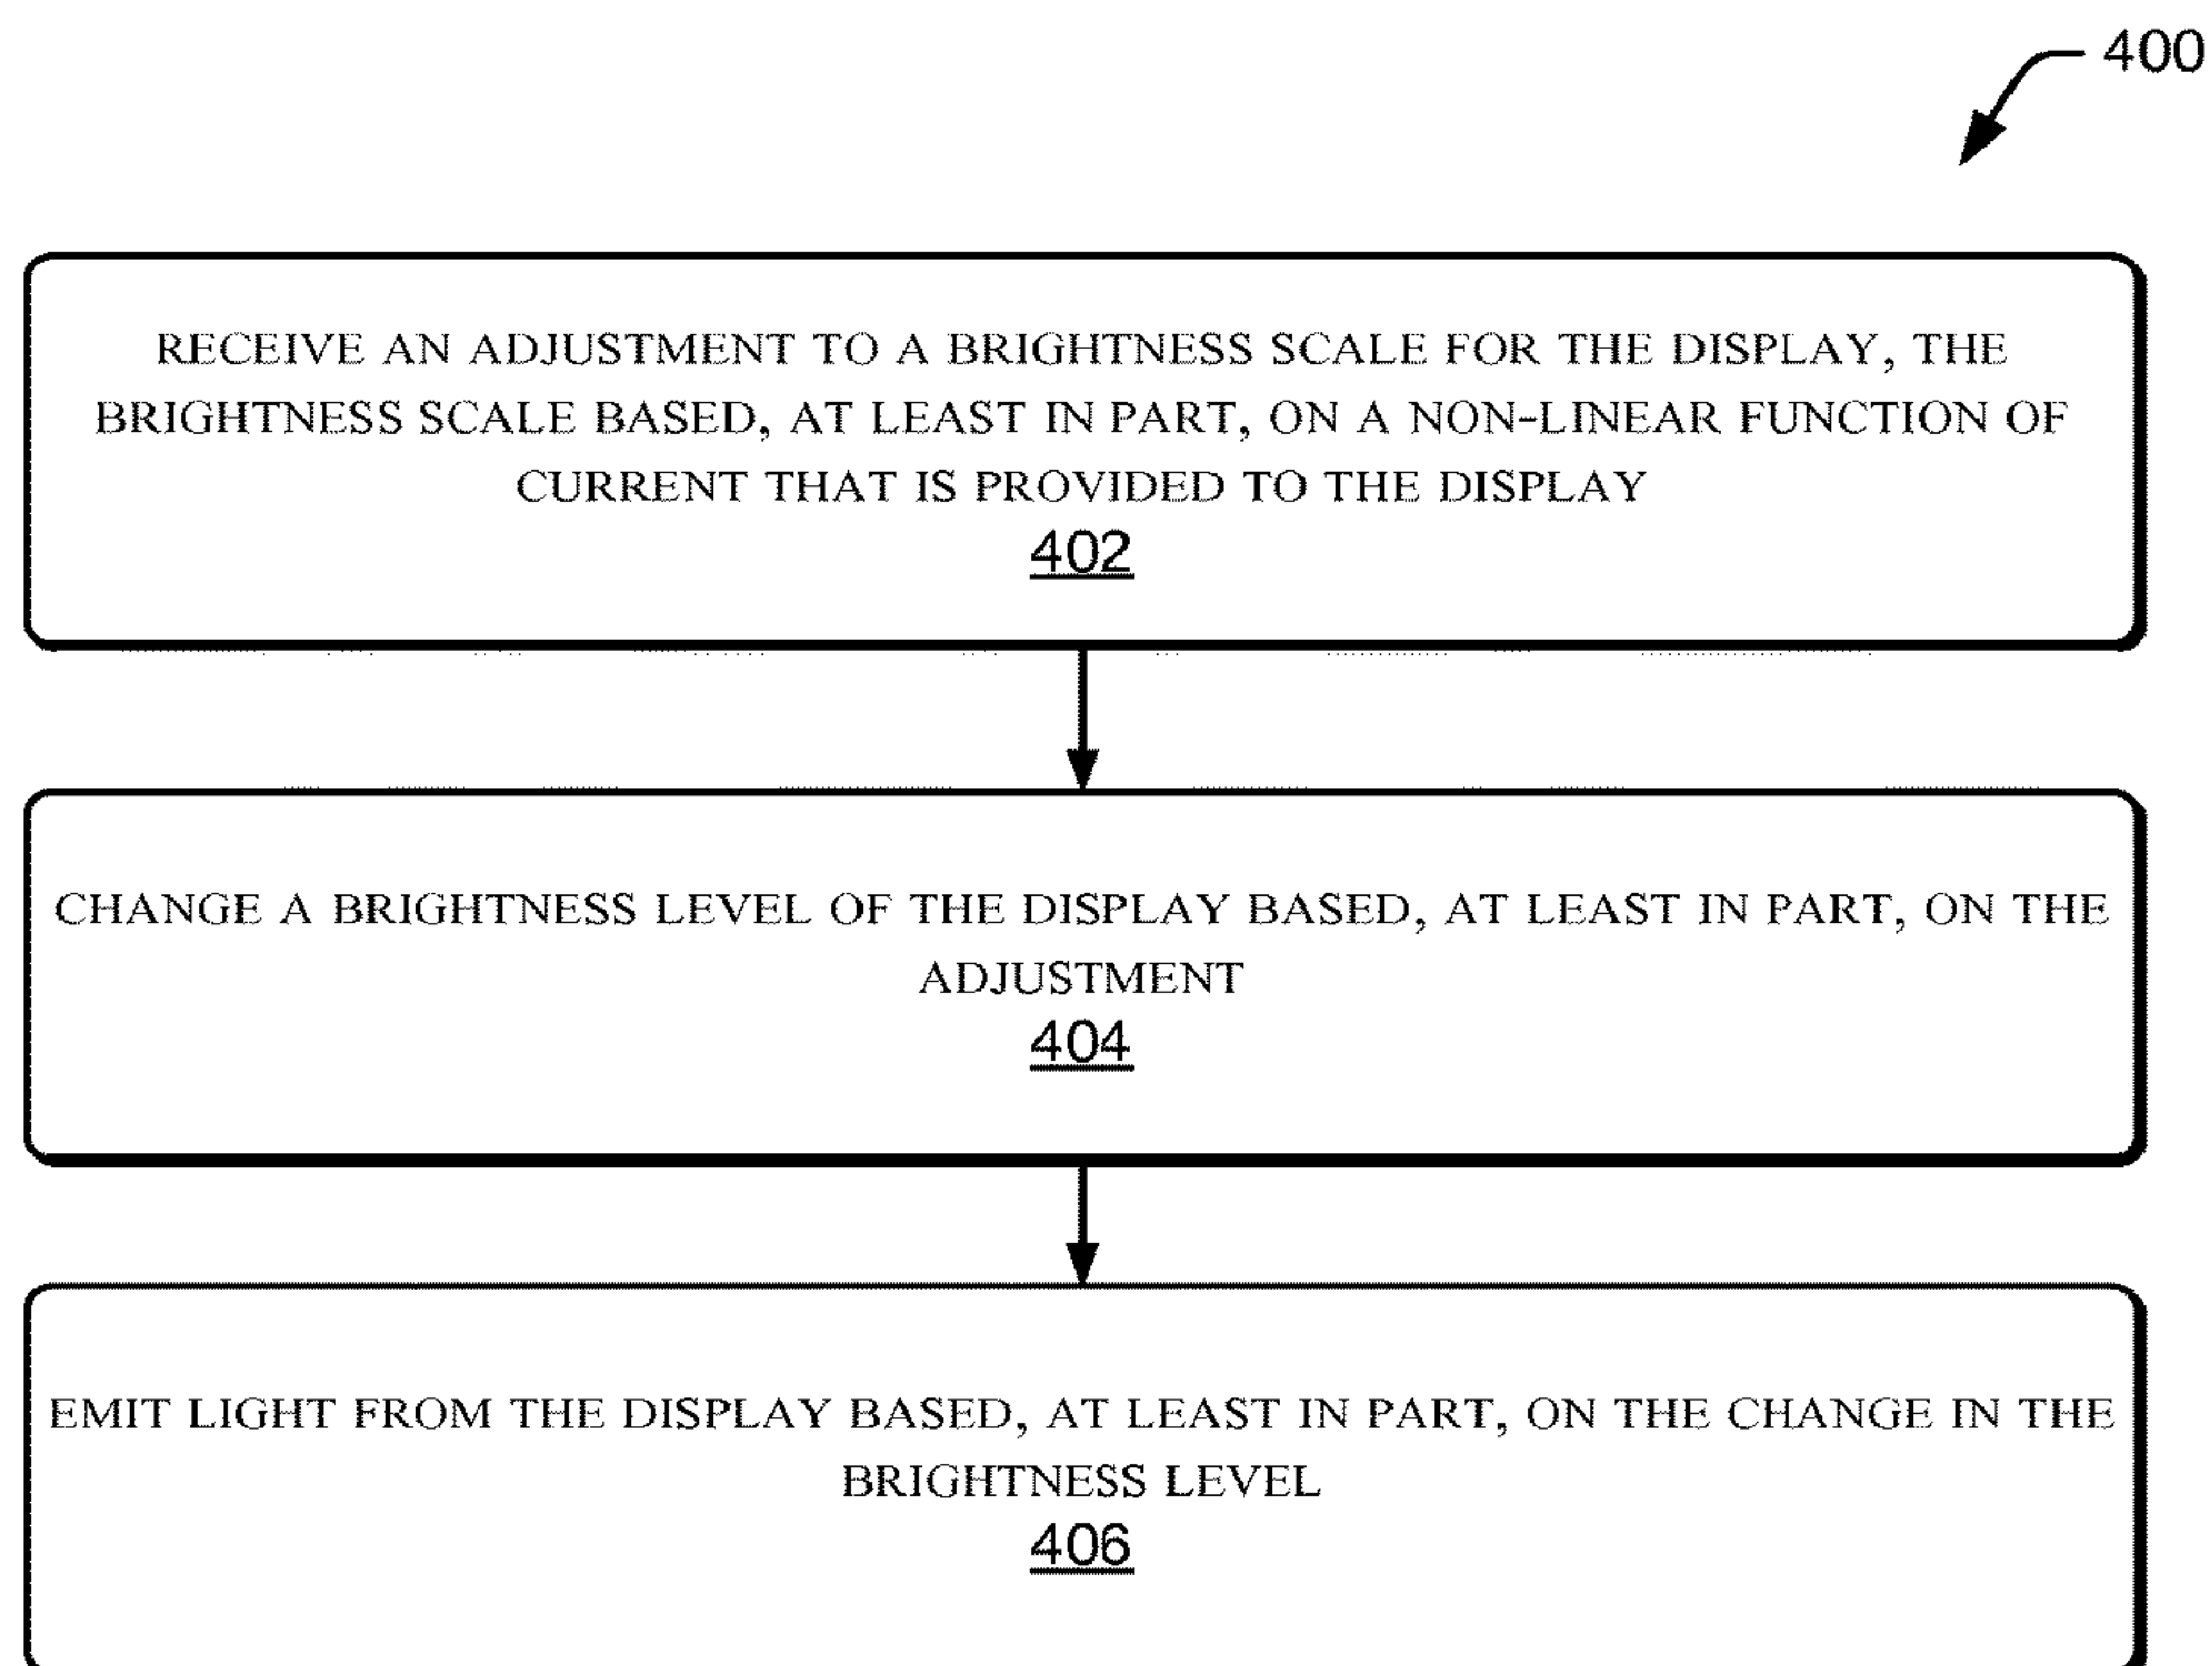 400
RECEIVE AN ADJUSTMENT TO A BRIGHTNESS SCALE FOR THE DISPLAY, THE
BRIGHTNESS SCALE BASED, AT LEAST IN PART, ON A NON-LINEAR FUNCTION OF
CURRENT THAT IS PROVIDED TO THE DISPLAY
402
CHANGE A BRIGHTNESS LEVEL OF THE DISPLAY BASED, AT LEAST IN PART, ON THE
ADJUSTMENT
404
EMIT LIGHT FROM THE DISPLAY BASED, AT LEAST IN PART, ON THE CHANGE IN THE
BRIGHTNESS LEVEL
406